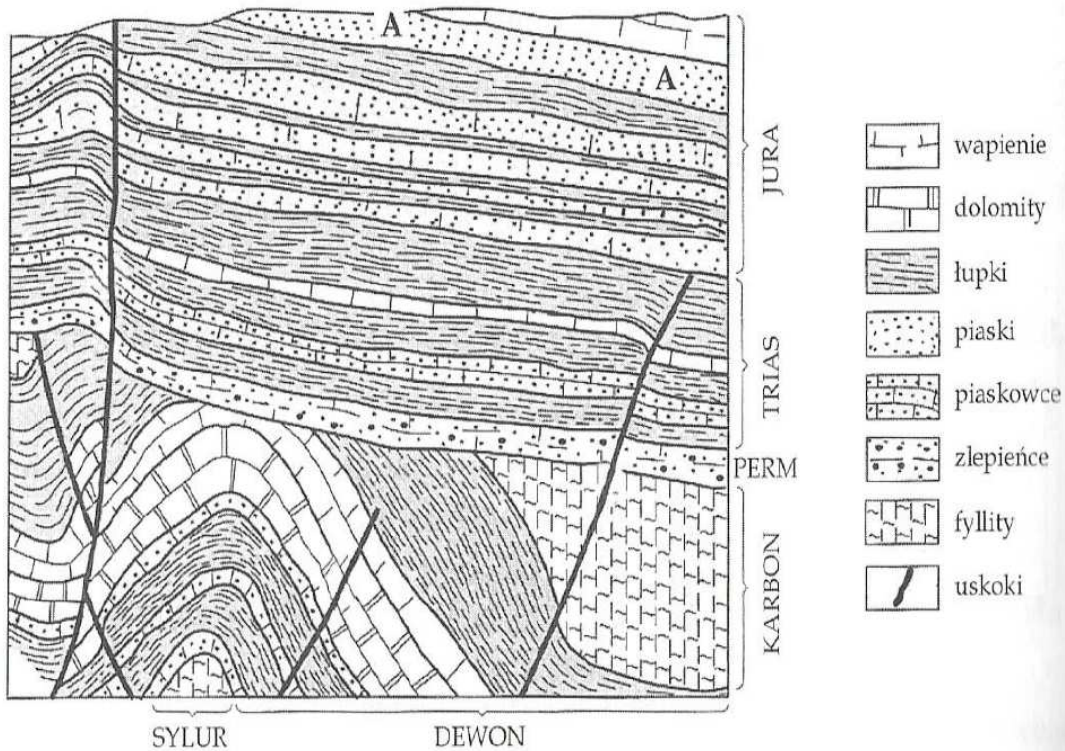 A
A
JURA
TRIAS
PERM
KARBON
SYLUR
DEWON
wapienie
dolomity
łupki
piaski
piaskowce
zlepieńce
fyllity
uskoki